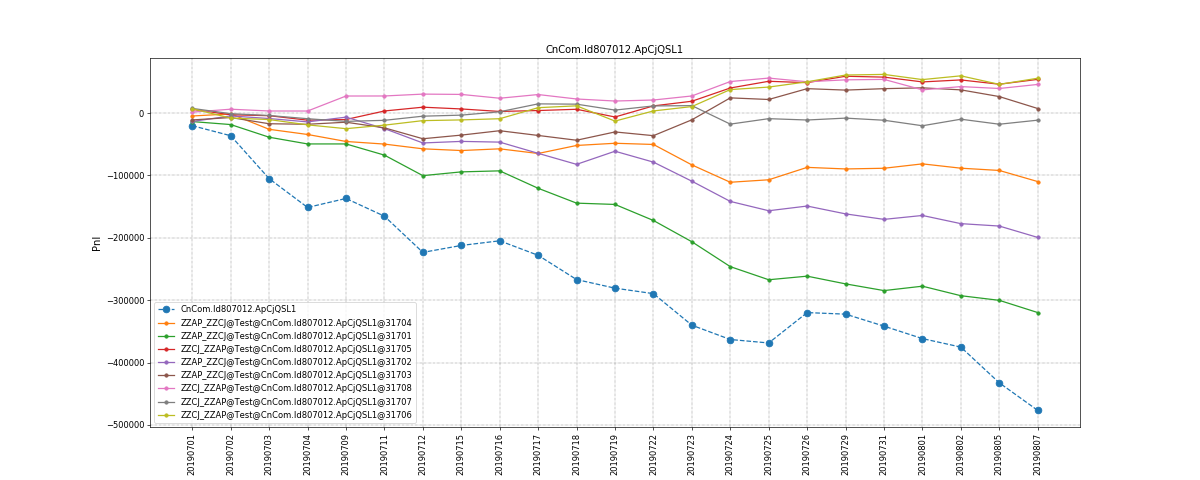 CnCom.Id807012.ApCjQSL1
0
−100000
−200000
−300000
−400000
−500000
Pnl
CnCom.Id807012.ApCjQSL1
ZZAP_ZZCJ@Test@CnCom.Id807012.ApCjQSL1@31704
ZZAP_ZZCJ@Test@CnCom.Id807012.ApCjQSL1@31701
ZZCJ_ZZAP@Test@CnCom.Id807012.ApCjQSL1@31705
ZZAP_ZZCJ@Test@CnCom.Id807012.ApCjQSL1@31702
ZZAP_ZZCJ@Test@CnCom.Id807012.ApCjQSL1@31703
ZZCJ_ZZAP@Test@CnCom.Id807012.ApCjQSL1@31708
ZZCJ_ZZAP@Test@CnCom.Id807012.ApCjQSL1@31707
ZZCJ_ZZAP@Test@CnCom.Id807012.ApCjQSL1@31706
20190701
20190702
20190703
20190704
20190709
20190711
20190712
20190715
20190716
20190717
20190718
20190719
20190722
20190723
20190724
20190725
20190726
20190729
20190731
20190801
20190802
20190805
20190807